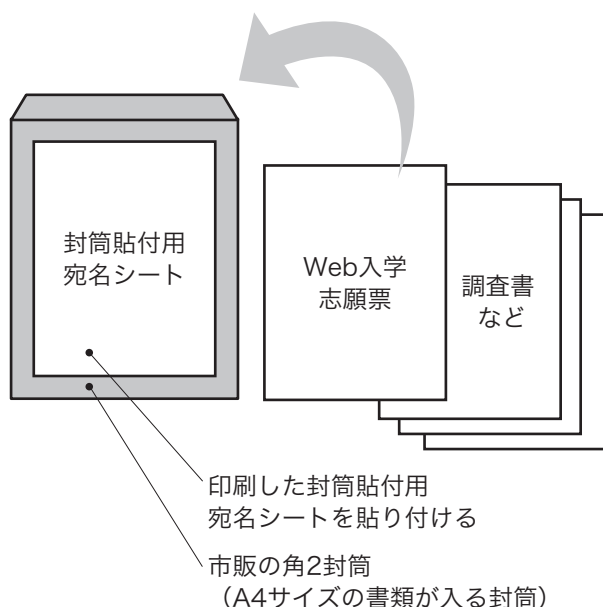 封筒貼付用
宛名シート
Web入学
志願票
調査書
など
印刷した封筒貼付用
宛名シートを貼り付ける
市販の角2封筒
（A4サイズの書類が入る封筒）